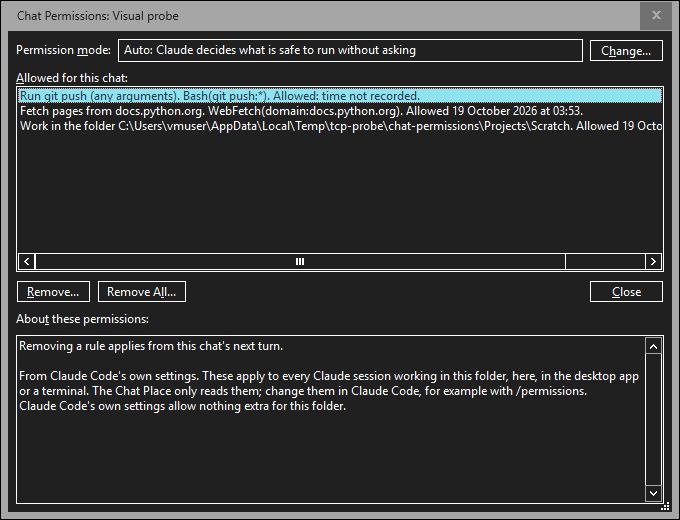 Chat Permissions: Visual probe
Permission mode: Auto: Claude decides what is safe to run without asking Change...
Allowed for this chat:
Run git push (any arguments). Bash(git push:*). Allowed: time not recorded.
Fetch pages from docs.python.org. WebFetch(domain:docs.python.org). Allowed 19 October 2026 at 03:53.
Work in the folder C:\Users\vmuser\AppData\Local\Temp\tcp-probe\chat-permissions\Projects\Scratch. Allowed 19 Octo
Remove... Remove All... Close
About these permissions:
Removing a rule applies from this chat's next turn.
From Claude Code's own settings. These apply to every Claude session working in this folder, here, in the desktop app
or a terminal. The Chat Place only reads them; change them in Claude Code, for example with /permissions.
Claude Code's own settings allow nothing extra for this folder.